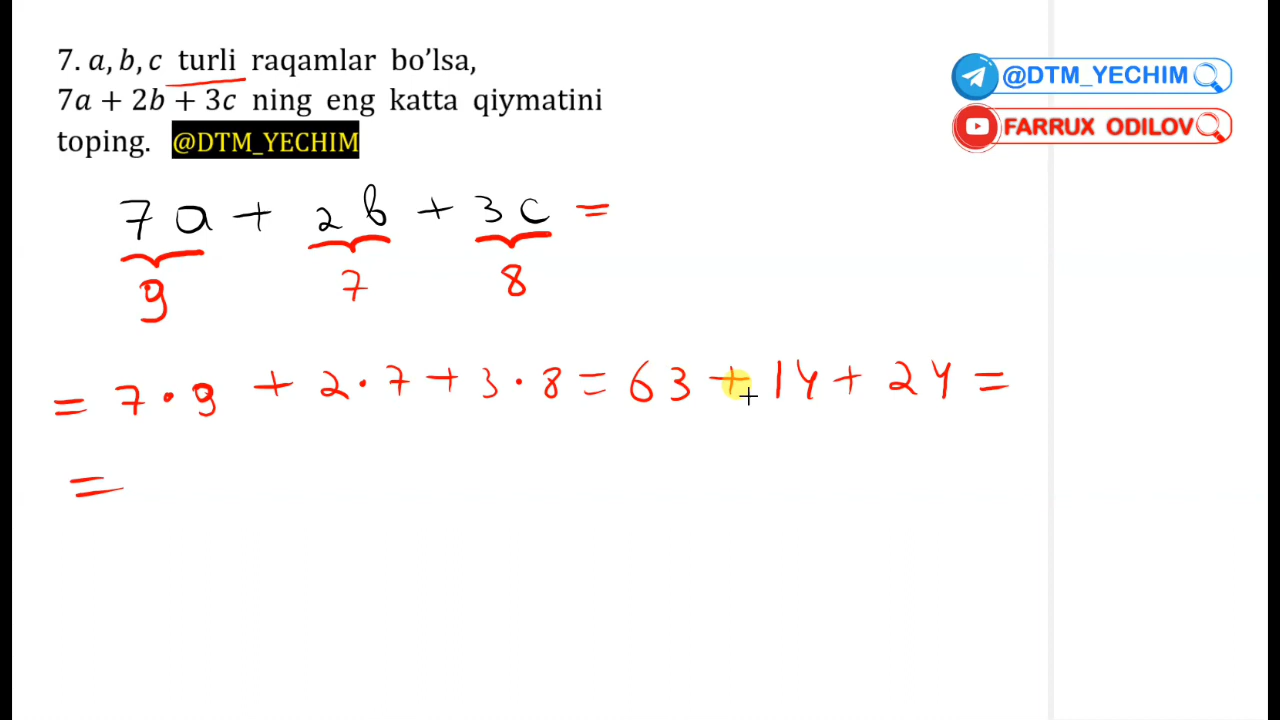 7. a, b, c turli raqamlar bo’lsa,
7a + 2b + 3c ning eng katta qiymatini
toping. @DTM_YECHIM
@DTM_YECHIM
FARRUX ODILOV
7a + 2b + 3c =
9 7 8
= 7 · 9 + 2 · 7 + 3 · 8 = 63 + 14 + 24 =
=